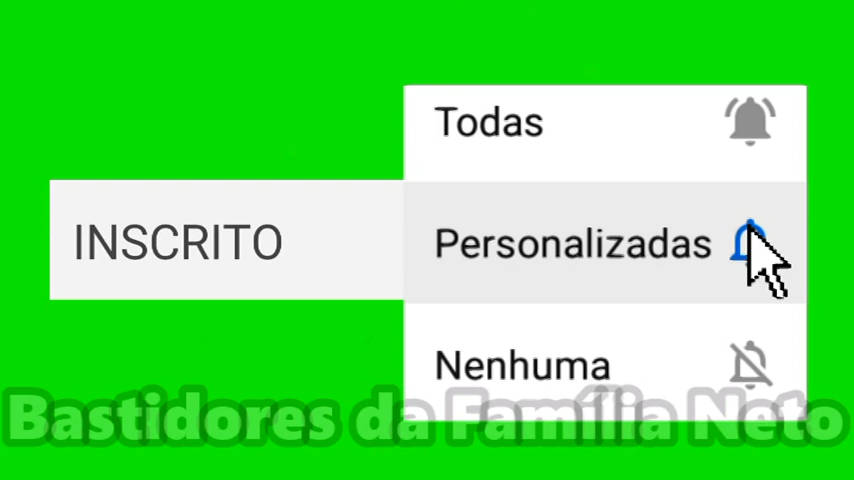 Todas
INSCRITO
Personalizadas
Nenhuma
Bastidores da Família Neto